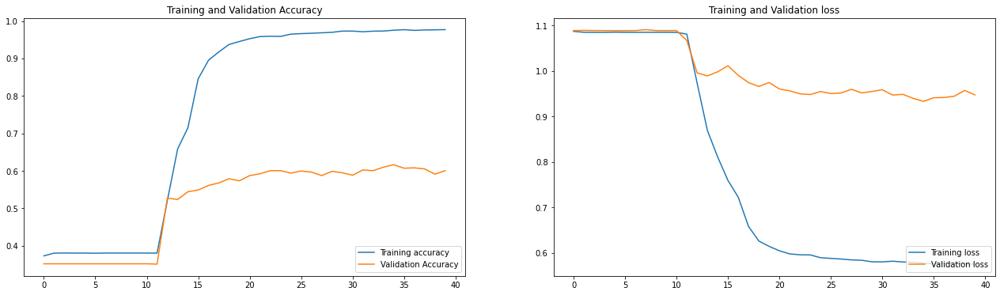 Training and Validation Accuracy
1.0
0.9
0.8
0.7
0.6
0.5
0.4
0 5 10 15 20 25 30 35 40
Training accuracy
Validation Accuracy
Training and Validation loss
1.1
1.0
0.9
0.8
0.7
0.6
0 5 10 15 20 25 30 35 40
Training loss
Validation loss